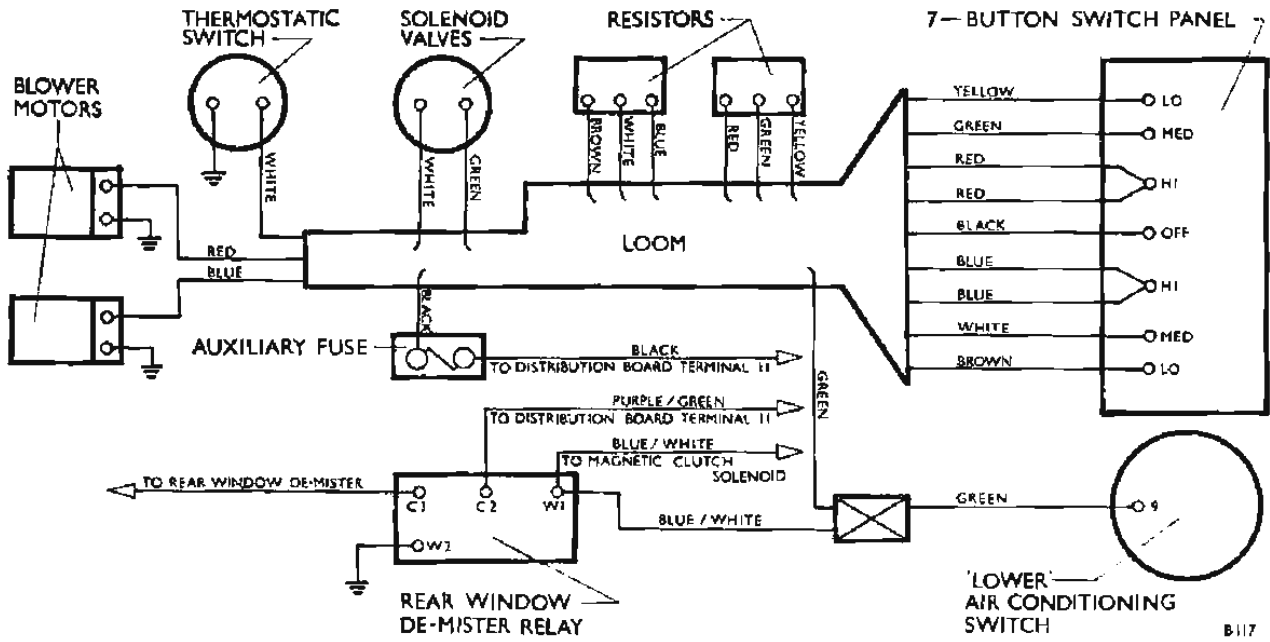 THERMOSTATIC
SWITCH
SOLENOID
VALVES
RESISTORS
7-BUTTON SWITCH PANEL
BLOWER
MOTORS
WHITE
WHITE
GREEN
BROWN
WHITE
BLUE
RED
GREEN
YELLOW
YELLOW
LO
GREEN
MED
RED
HI
RED
BLACK
OFF
BLUE
HI
BLUE
WHITE
MED
BROWN
LO
RED
BLUE
LOOM
BLACK
AUXILIARY FUSE
BLACK
TO DISTRIBUTION BOARD TERMINAL 11
GREEN
PURPLE/GREEN
TO DISTRIBUTION BOARD TERMINAL 11
BLUE/WHITE
TO MAGNETIC CLUTCH
SOLENOID
TO REAR WINDOW DE-MISTER
C1
C2
W1
W2
BLUE/WHITE
GREEN
9
REAR WINDOW
DE-MISTER RELAY
'LOWER'
AIR CONDITIONING
SWITCH
B117